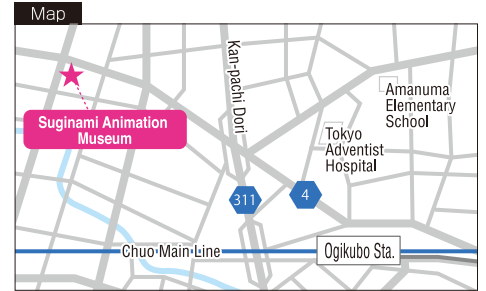 Map
Suginami Animation
Museum
Kan-pachi Dori
Amanuma
Elementary
School
Tokyo
Adventist
Hospital
311
4
Chuo Main Line
Ogikubo Sta.